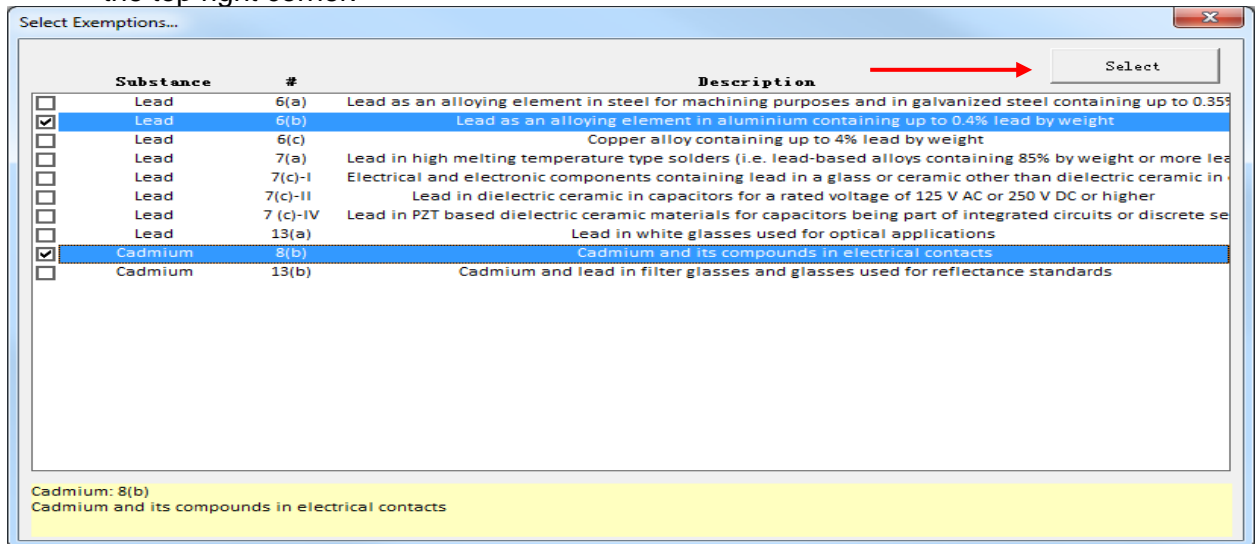 the top right corner.
Select Exemptions...
Select
Substance # Description
Lead 6(a) Lead as an alloying element in steel for machining purposes and in galvanized steel containing up to 0.35%
Lead 6(b) Lead as an alloying element in aluminium containing up to 0.4% lead by weight
Lead 6(c) Copper alloy containing up to 4% lead by weight
Lead 7(a) Lead in high melting temperature type solders (i.e. lead-based alloys containing 85% by weight or more lea
Lead 7(c)-I Electrical and electronic components containing lead in a glass or ceramic other than dielectric ceramic in
Lead 7(c)-II Lead in dielectric ceramic in capacitors for a rated voltage of 125 V AC or 250 V DC or higher
Lead 7 (c)-IV Lead in PZT based dielectric ceramic materials for capacitors being part of integrated circuits or discrete se
Lead 13(a) Lead in white glasses used for optical applications
Cadmium 8(b) Cadmium and its compounds in electrical contacts
Cadmium 13(b) Cadmium and lead in filter glasses and glasses used for reflectance standards
Cadmium: 8(b)
Cadmium and its compounds in electrical contacts